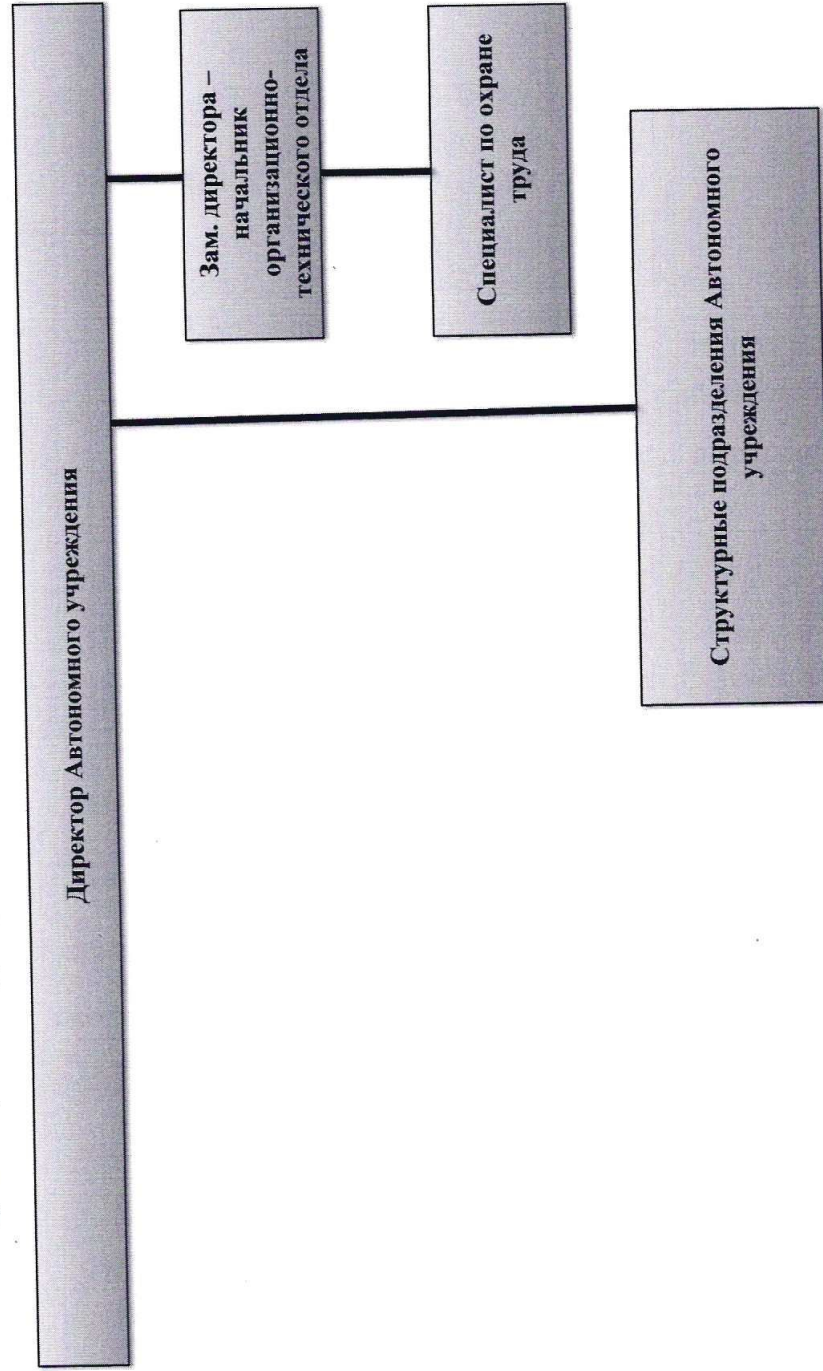 Директор Автономного учреждения
Зам. директора –
начальник
организационно-
технического отдела
Специалист по охране
труда
Структурные подразделения Автономного
учреждения